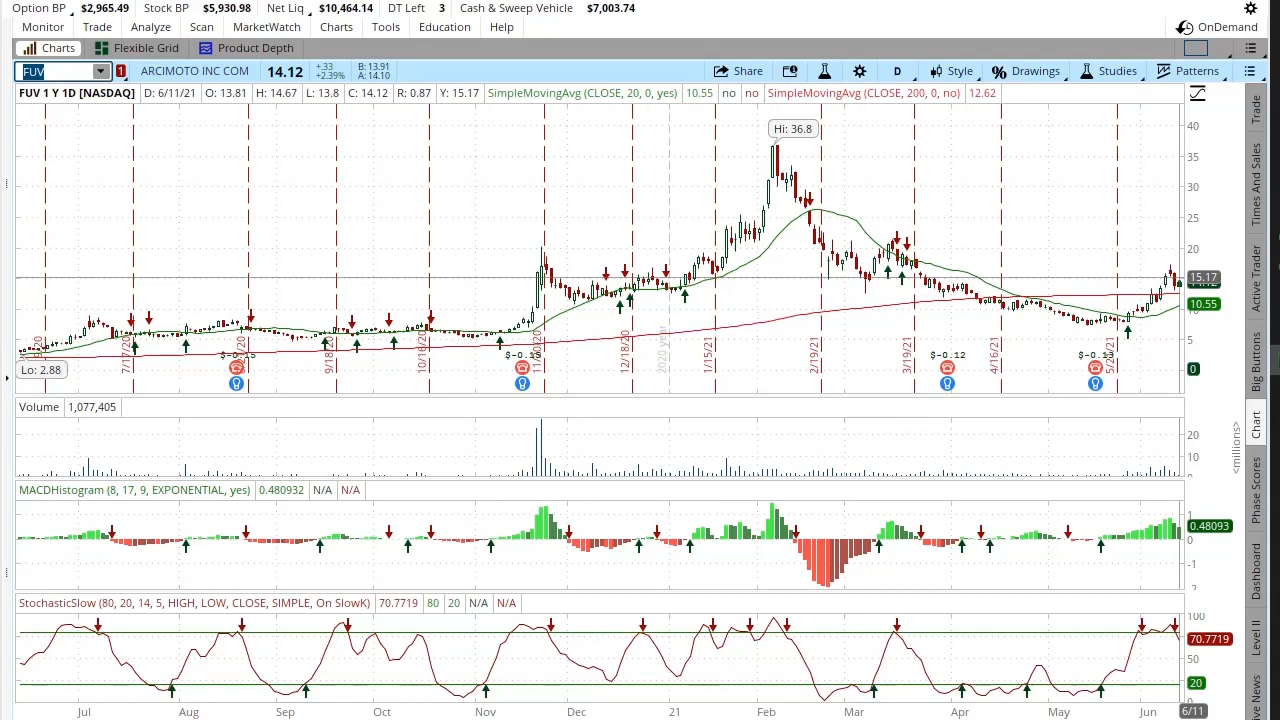 Option BP $2,965.49 Stock BP $5,930.98 Net Liq $10,464.14 DT Left 3 Cash & Sweep Vehicle $7,003.74
Monitor Trade Analyze Scan MarketWatch Charts Tools Education Help OnDemand
Charts Flexible Grid Product Depth
FUV 1 ARCIMOTO INC COM 14.12 +.33 +2.39% B: 13.91 A: 14.10 Share D Style % Drawings Studies Patterns
FUV 1 Y 1D [NASDAQ] D: 6/11/21 O: 13.81 H: 14.67 L: 13.8 C: 14.12 R: 0.87 Y: 15.17 SimpleMovingAvg (CLOSE, 20, 0, yes) 10.55 no no SimpleMovingAvg (CLOSE, 200, 0, no) 12.62
Hi: 36.8
40
35
30
25
20
15.17
10.55
5
0
Lo: 2.88
7/17/20
9/18/20
10/16/20
12/18/20
2020 year
1/15/21
2/19/21
3/19/21
4/16/21
$-0.12
Volume 1,077,405
20
10
<millions>
MACDHistogram (8, 17, 9, EXPONENTIAL, yes) 0.480932 N/A N/A
1
0.48093
0
-1
StochasticSlow (80, 20, 14, 5, HIGH, LOW, CLOSE, SIMPLE, On SlowK) 70.7719 80 20 N/A N/A
100
70.7719
50
20
Jul Aug Sep Oct Nov Dec 21 Feb Mar Apr May Jun 6/11
Trade
Times And Sales
Active Trader
Big Buttons
Chart
Phase Scores
Dashboard
Level II
ive News